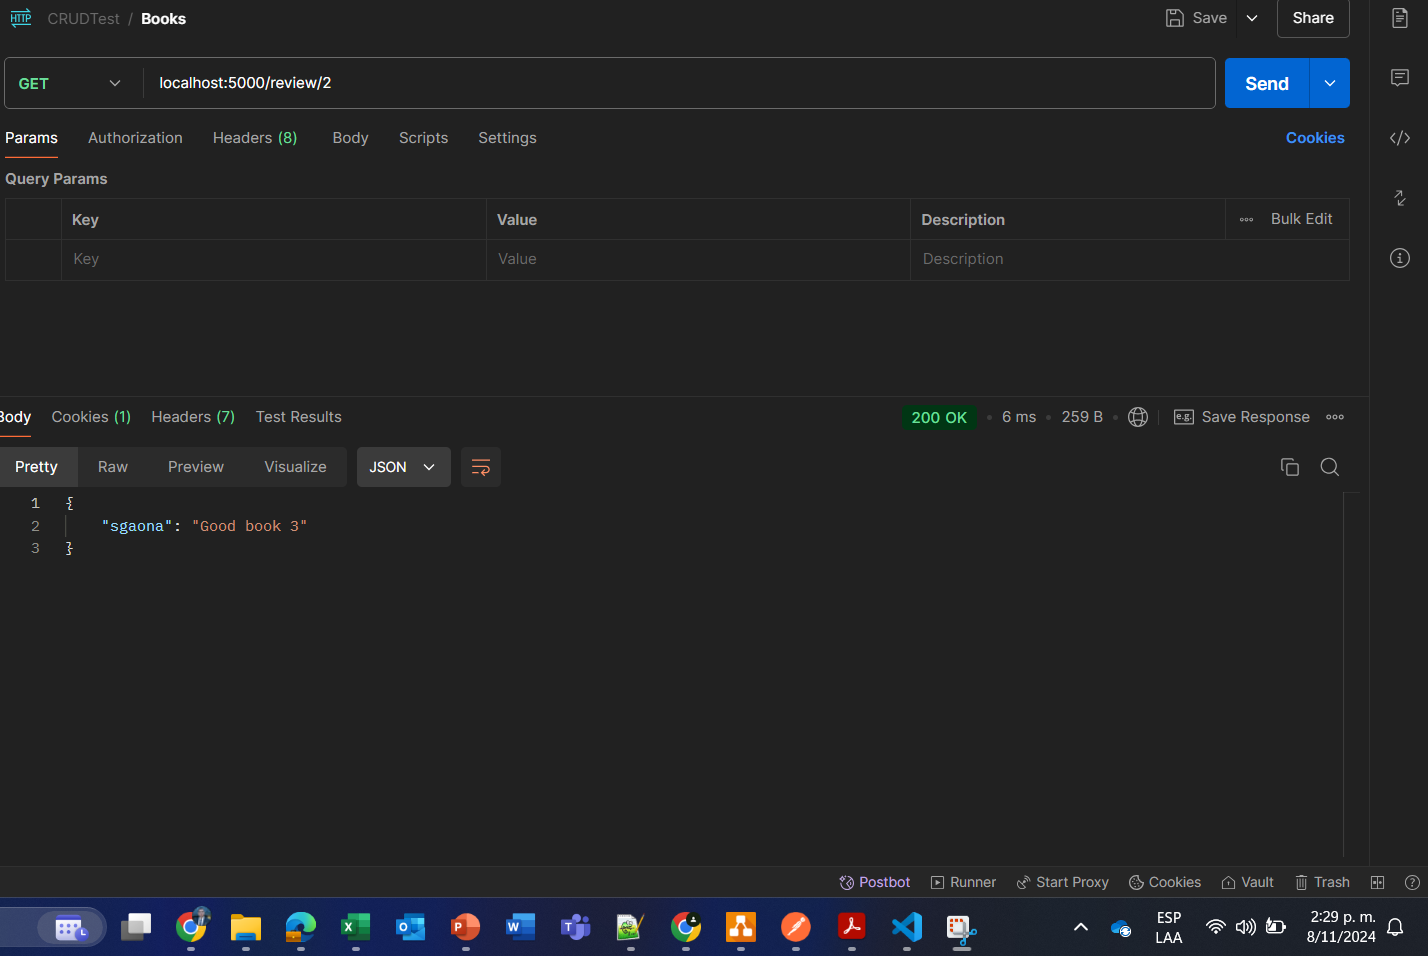 HTTP CRUDTest / Books Save Share
GET localhost:5000/review/2 Send
Params Authorization Headers (8) Body Scripts Settings Cookies
Query Params
Key Value Description Bulk Edit
Key Value Description
Body Cookies (1) Headers (7) Test Results 200 OK 6 ms 259 B e.g. Save Response
Pretty Raw Preview Visualize JSON
1 {
2 "sgaona": "Good book 3"
3 }
Postbot Runner Start Proxy Cookies Vault Trash
ESP 2:29 p. m.
LAA 8/11/2024